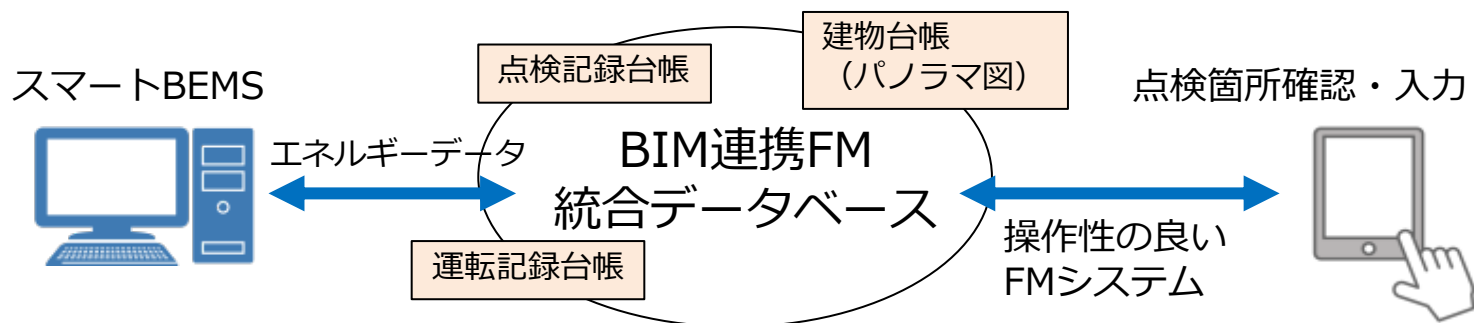 スマートBEMS
エネルギーデータ
点検記録台帳
建物台帳
（パノラマ図）
BIM連携FM
統合データベース
運転記録台帳
点検箇所確認・入力
操作性の良い
FMシステム